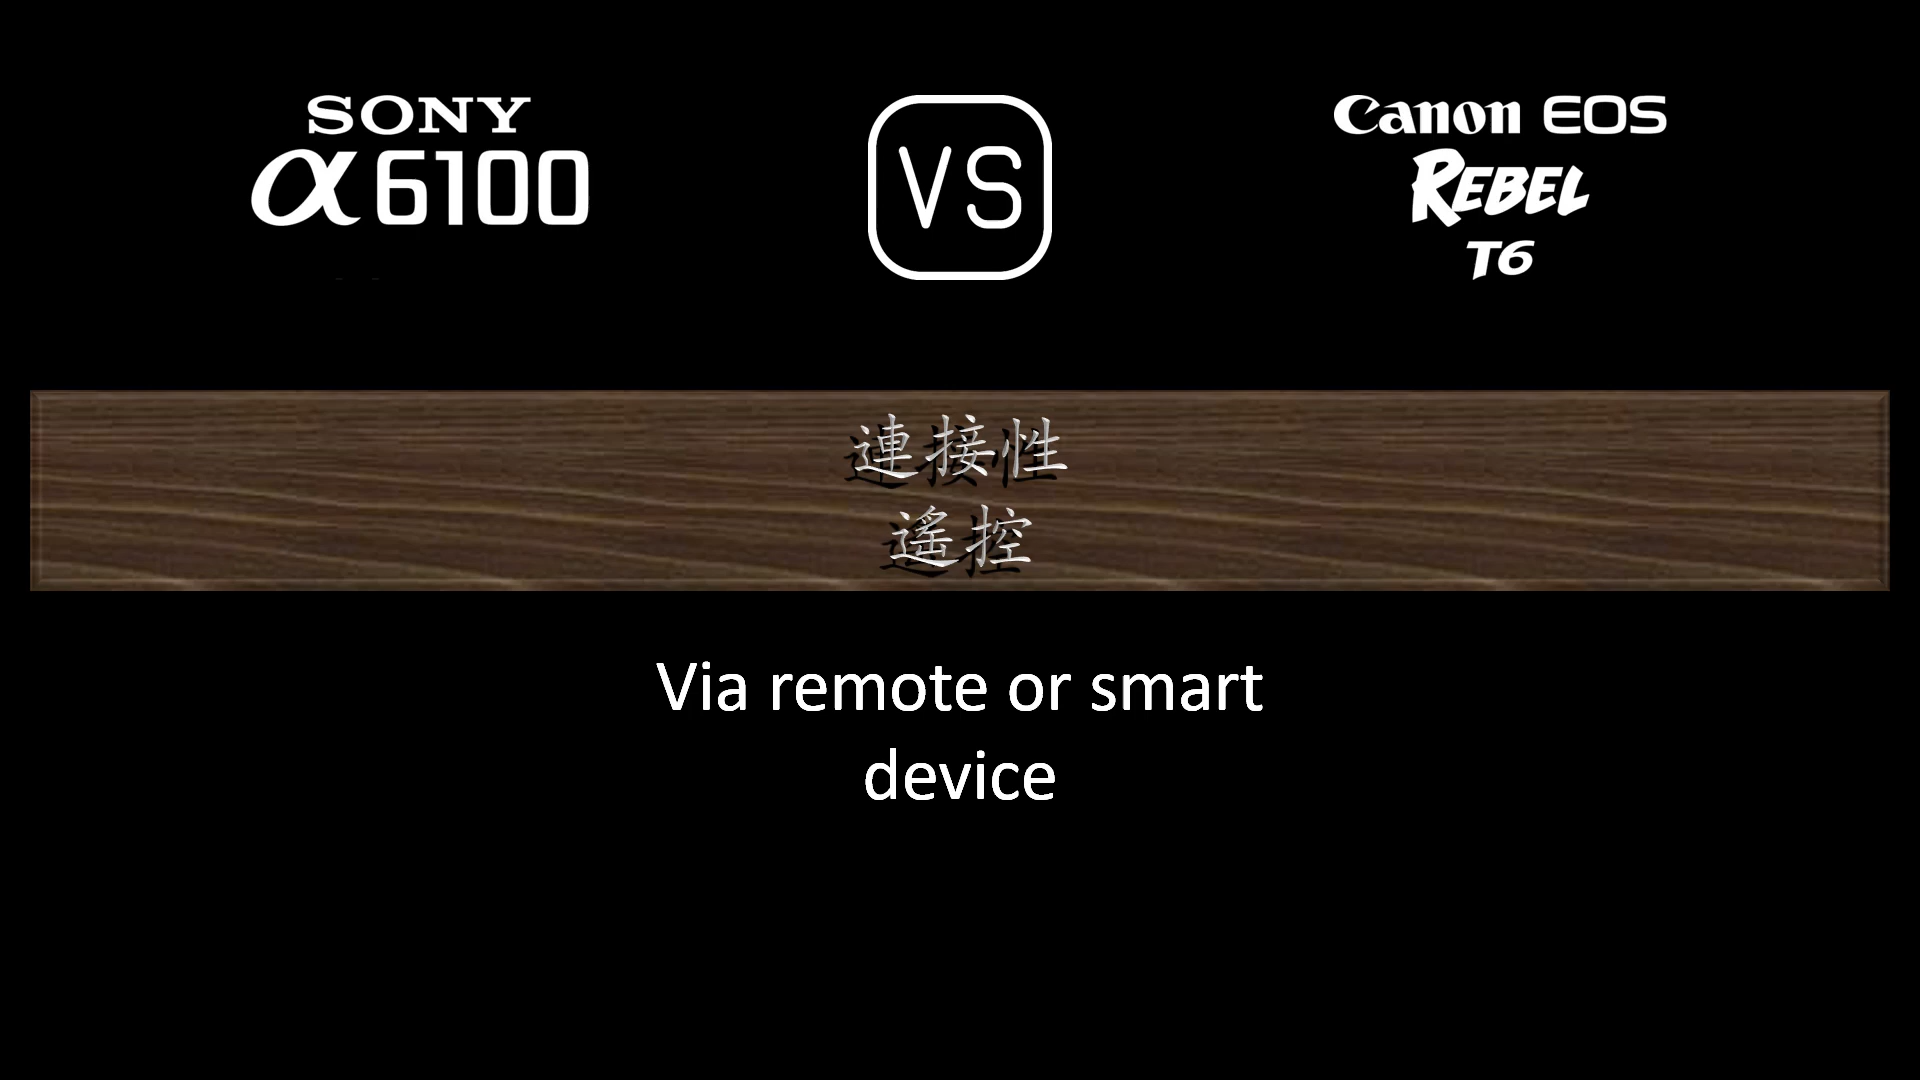 SONY
α6100
VS
Canon EOS
REBEL
T6
連接性
遙控
Via remote or smart
device